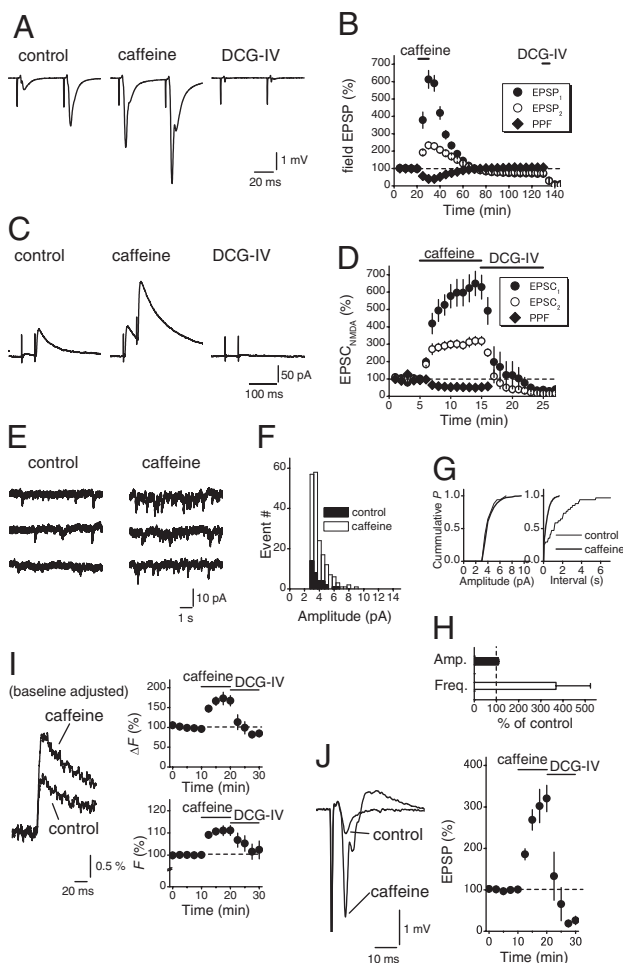 A
control
caffeine
DCG-IV
1 mV
20 ms
B
caffeine
DCG-IV
700
600
500
400
300
200
100
0
field EPSP (%)
EPSP1
EPSP2
PPF
0 20 40 60 80 100 120 140
Time (min)
C
control
caffeine
DCG-IV
50 pA
100 ms
D
caffeine
DCG-IV
700
600
500
400
300
200
100
0
EPSCNMDA (%)
EPSC1
EPSC2
PPF
0 5 10 15 20 25
Time (min)
E
control
caffeine
10 pA
1 s
F
60
40
20
0
Event #
control
caffeine
0 2 4 6 8 10 12 14
Amplitude (pA)
G
Cummulative P
1.0
0.5
0.0
0 2 4 6 8 10
Amplitude (pA)
1.0
0.5
0.0
0 2 4 6
Interval (s)
control
caffeine
H
Amp.
Freq.
0 100 200 300 400 500
% of control
I
(baseline adjusted)
caffeine
control
0.5 %
20 ms
caffeine
DCG-IV
200
150
100
50
0
ΔF (%)
0 10 20 30
Time (min)
caffeine
DCG-IV
120
110
100
0
F (%)
0 10 20 30
Time (min)
J
control
caffeine
1 mV
10 ms
caffeine
DCG-IV
400
300
200
100
0
EPSP (%)
0 10 20 30
Time (min)